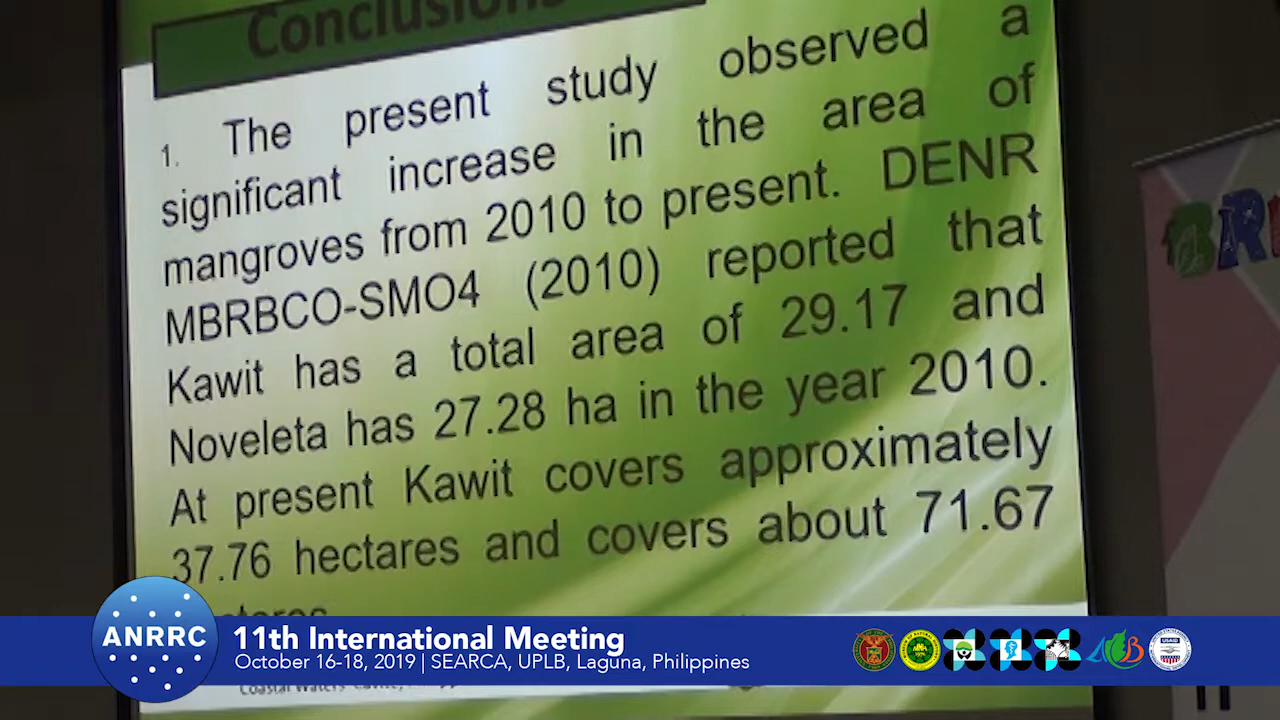 Conclusions
1. The present study observed a
significant increase in the area of
mangroves from 2010 to present. DENR
MBRBCO-SMO4 (2010) reported that
Kawit has a total area of 29.17 and
Noveleta has 27.28 ha in the year 2010.
At present Kawit covers approximately
37.76 hectares and covers about 71.67
ANRRC
11th International Meeting
October 16-18, 2019 | SEARCA, UPLB, Laguna, Philippines
Coastal Waters
USAID